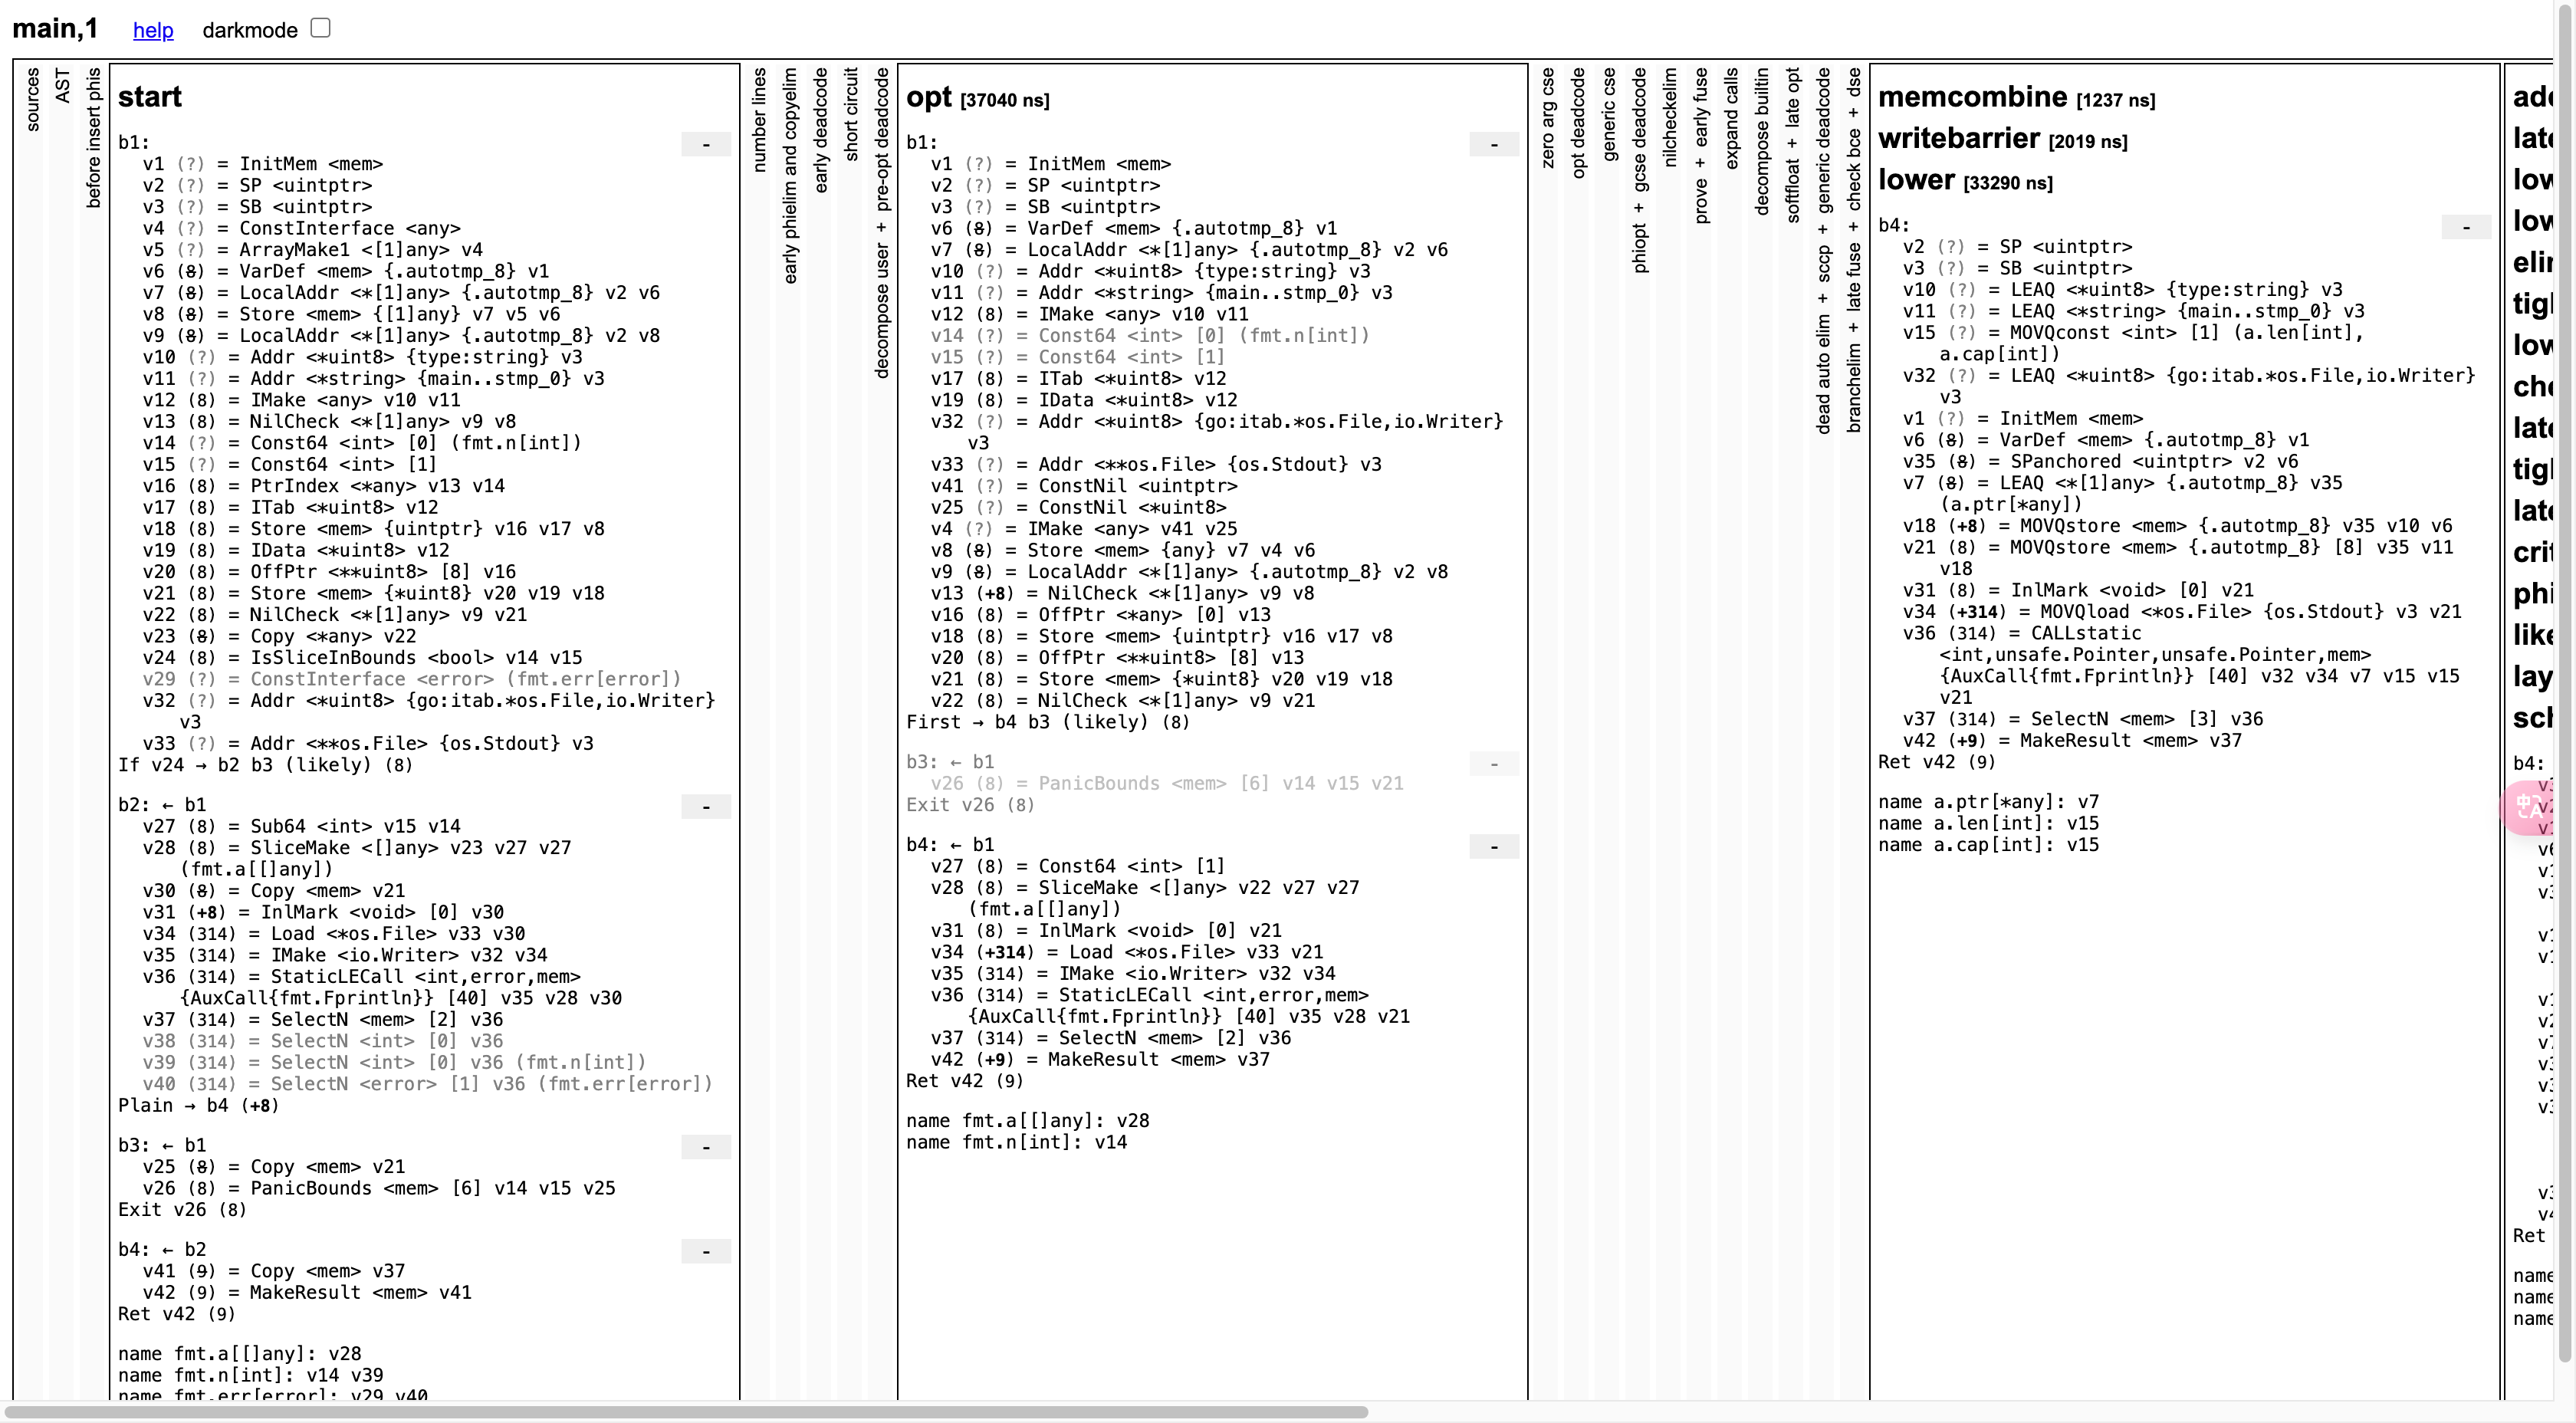 main,1 help darkmode
sources
AST
before insert phis
start
b1:
-
v1 (?) = InitMem <mem>
v2 (?) = SP <uintptr>
v3 (?) = SB <uintptr>
v4 (?) = ConstInterface <any>
v5 (?) = ArrayMake1 <[1]any> v4
v6 (8) = VarDef <mem> {.autotmp_8} v1
v7 (8) = LocalAddr <*[1]any> {.autotmp_8} v2 v6
v8 (8) = Store <mem> {[1]any} v7 v5 v6
v9 (8) = LocalAddr <*[1]any> {.autotmp_8} v2 v8
v10 (?) = Addr <*uint8> {type:string} v3
v11 (?) = Addr <*string> {main..stmp_0} v3
v12 (8) = IMake <any> v10 v11
v13 (8) = NilCheck <*[1]any> v9 v8
v14 (?) = Const64 <int> [0] (fmt.n[int])
v15 (?) = Const64 <int> [1]
v16 (8) = PtrIndex <*any> v13 v14
v17 (8) = ITab <*uint8> v12
v18 (8) = Store <mem> {uintptr} v16 v17 v8
v19 (8) = IData <*uint8> v12
v20 (8) = OffPtr <**uint8> [8] v16
v21 (8) = Store <mem> {*uint8} v20 v19 v18
v22 (8) = NilCheck <*[1]any> v9 v21
v23 (8) = Copy <*any> v22
v24 (8) = IsSliceInBounds <bool> v14 v15
v29 (?) = ConstInterface <error> (fmt.err[error])
v32 (?) = Addr <*uint8> {go:itab.*os.File,io.Writer}
v3
v33 (?) = Addr <**os.File> {os.Stdout} v3
If v24 → b2 b3 (likely) (8)
b2: ← b1
-
v27 (8) = Sub64 <int> v15 v14
v28 (8) = SliceMake <[]any> v23 v27 v27
(fmt.a[[]any])
v30 (8) = Copy <mem> v21
v31 (+8) = InlMark <void> [0] v30
v34 (314) = Load <*os.File> v33 v30
v35 (314) = IMake <io.Writer> v32 v34
v36 (314) = StaticLECall <int,error,mem>
{AuxCall{fmt.Fprintln}} [40] v35 v28 v30
v37 (314) = SelectN <mem> [2] v36
v38 (314) = SelectN <int> [0] v36
v39 (314) = SelectN <int> [0] v36 (fmt.n[int])
v40 (314) = SelectN <error> [1] v36 (fmt.err[error])
Plain → b4 (+8)
b3: ← b1
-
v25 (8) = Copy <mem> v21
v26 (8) = PanicBounds <mem> [6] v14 v15 v25
Exit v26 (8)
b4: ← b2
-
v41 (9) = Copy <mem> v37
v42 (9) = MakeResult <mem> v41
Ret v42 (9)
name fmt.a[[]any]: v28
name fmt.n[int]: v14 v39
name fmt.err[error]: v29 v40
number lines
early phielim and copyelim
early deadcode
short circuit
decompose user + pre-opt deadcode
opt [37040 ns]
b1:
-
v1 (?) = InitMem <mem>
v2 (?) = SP <uintptr>
v3 (?) = SB <uintptr>
v6 (8) = VarDef <mem> {.autotmp_8} v1
v7 (8) = LocalAddr <*[1]any> {.autotmp_8} v2 v6
v10 (?) = Addr <*uint8> {type:string} v3
v11 (?) = Addr <*string> {main..stmp_0} v3
v12 (8) = IMake <any> v10 v11
v14 (?) = Const64 <int> [0] (fmt.n[int])
v15 (?) = Const64 <int> [1]
v17 (8) = ITab <*uint8> v12
v19 (8) = IData <*uint8> v12
v32 (?) = Addr <*uint8> {go:itab.*os.File,io.Writer}
v3
v33 (?) = Addr <**os.File> {os.Stdout} v3
v41 (?) = ConstNil <uintptr>
v25 (?) = ConstNil <*uint8>
v4 (?) = IMake <any> v41 v25
v8 (8) = Store <mem> {any} v7 v4 v6
v9 (8) = LocalAddr <*[1]any> {.autotmp_8} v2 v8
v13 (+8) = NilCheck <*[1]any> v9 v8
v16 (8) = OffPtr <*any> [0] v13
v18 (8) = Store <mem> {uintptr} v16 v17 v8
v20 (8) = OffPtr <**uint8> [8] v13
v21 (8) = Store <mem> {*uint8} v20 v19 v18
v22 (8) = NilCheck <*[1]any> v9 v21
First → b4 b3 (likely) (8)
b3: ← b1
-
v26 (8) = PanicBounds <mem> [6] v14 v15 v21
Exit v26 (8)
b4: ← b1
-
v27 (8) = Const64 <int> [1]
v28 (8) = SliceMake <[]any> v22 v27 v27
(fmt.a[[]any])
v31 (8) = InlMark <void> [0] v21
v34 (+314) = Load <*os.File> v33 v21
v35 (314) = IMake <io.Writer> v32 v34
v36 (314) = StaticLECall <int,error,mem>
{AuxCall{fmt.Fprintln}} [40] v35 v28 v21
v37 (314) = SelectN <mem> [2] v36
v42 (+9) = MakeResult <mem> v37
Ret v42 (9)
name fmt.a[[]any]: v28
name fmt.n[int]: v14
zero arg cse
opt deadcode
generic cse
phiopt + gcse deadcode
nilcheckelim
prove + early fuse
expand calls
decompose builtin
softfloat + late opt
dead auto elim + sccp + generic deadcode
branchelim + late fuse + check bce + dse
memcombine [1237 ns]
writebarrier [2019 ns]
lower [33290 ns]
b4:
-
v2 (?) = SP <uintptr>
v3 (?) = SB <uintptr>
v10 (?) = LEAQ <*uint8> {type:string} v3
v11 (?) = LEAQ <*string> {main..stmp_0} v3
v15 (?) = MOVQconst <int> [1] (a.len[int],
a.cap[int])
v32 (?) = LEAQ <*uint8> {go:itab.*os.File,io.Writer}
v3
v1 (?) = InitMem <mem>
v6 (8) = VarDef <mem> {.autotmp_8} v1
v35 (8) = SPanchored <uintptr> v2 v6
v7 (8) = LEAQ <*[1]any> {.autotmp_8} v35
(a.ptr[*any])
v18 (+8) = MOVQstore <mem> {.autotmp_8} v35 v10 v6
v21 (8) = MOVQstore <mem> {.autotmp_8} [8] v35 v11
v18
v31 (8) = InlMark <void> [0] v21
v34 (+314) = MOVQload <*os.File> {os.Stdout} v3 v21
v36 (314) = CALLstatic
<int,unsafe.Pointer,unsafe.Pointer,mem>
{AuxCall{fmt.Fprintln}} [40] v32 v34 v7 v15 v15
v21
v37 (314) = SelectN <mem> [3] v36
v42 (+9) = MakeResult <mem> v37
Ret v42 (9)
name a.ptr[*any]: v7
name a.len[int]: v15
name a.cap[int]: v15
b4:
Ret
name
name
name